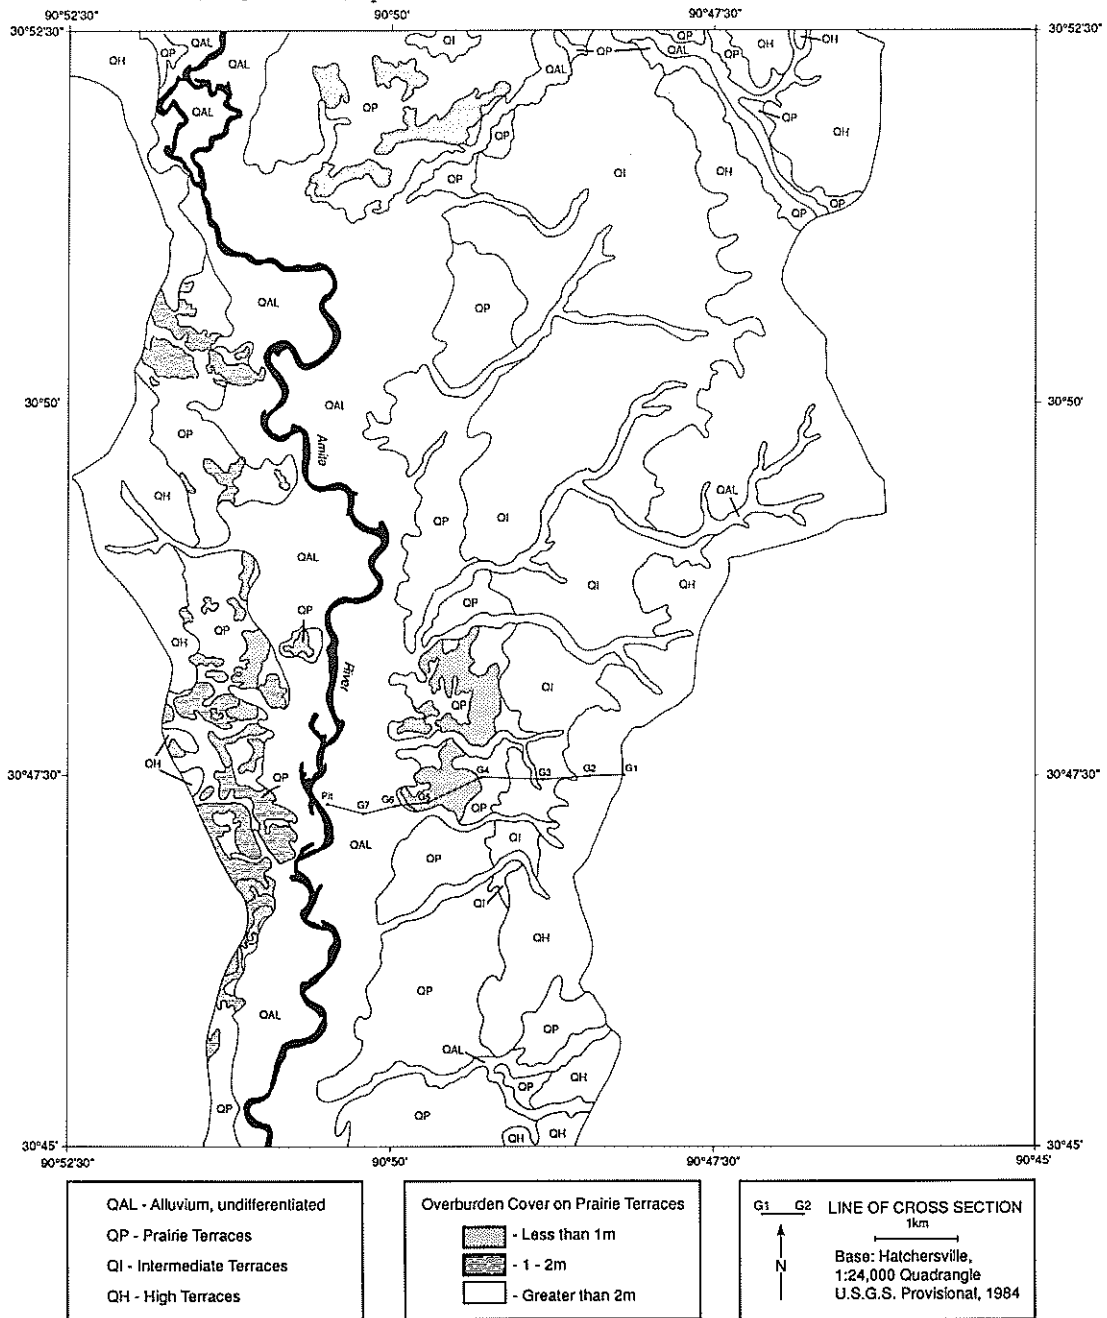 90°52'30" 90°50' 90°47'30"
30°52'30" 30°52'30"
QH QP QAL QAL QI QP QAL QP QH QH
QAL QP QAL QP QH
QP QP QI QH
QP QP
QAL QP
30°50' QAL 30°50'
QP Amite
QH QP QI QAL
QAL QI QH
QP QP
QH QP
River
QP QI
QH
30°47'30" QP Pit G7 G6 G5 G4 G3 G2 G1 30°47'30"
QP
QAL QP QI
QI
QH
QP
QAL QP
QAL
QP QH
QP QP QH QH
30°45' 30°45'
90°52'30" 90°50' 90°47'30" 90°45'
QAL - Alluvium, undifferentiated
QP - Prairie Terraces
QI - Intermediate Terraces
QH - High Terraces
Overburden Cover on Prairie Terraces
- Less than 1m
- 1 - 2m
- Greater than 2m
G1 G2 LINE OF CROSS SECTION
1km
N
Base: Hatchersville,
1:24,000 Quadrangle
U.S.G.S. Provisional, 1984